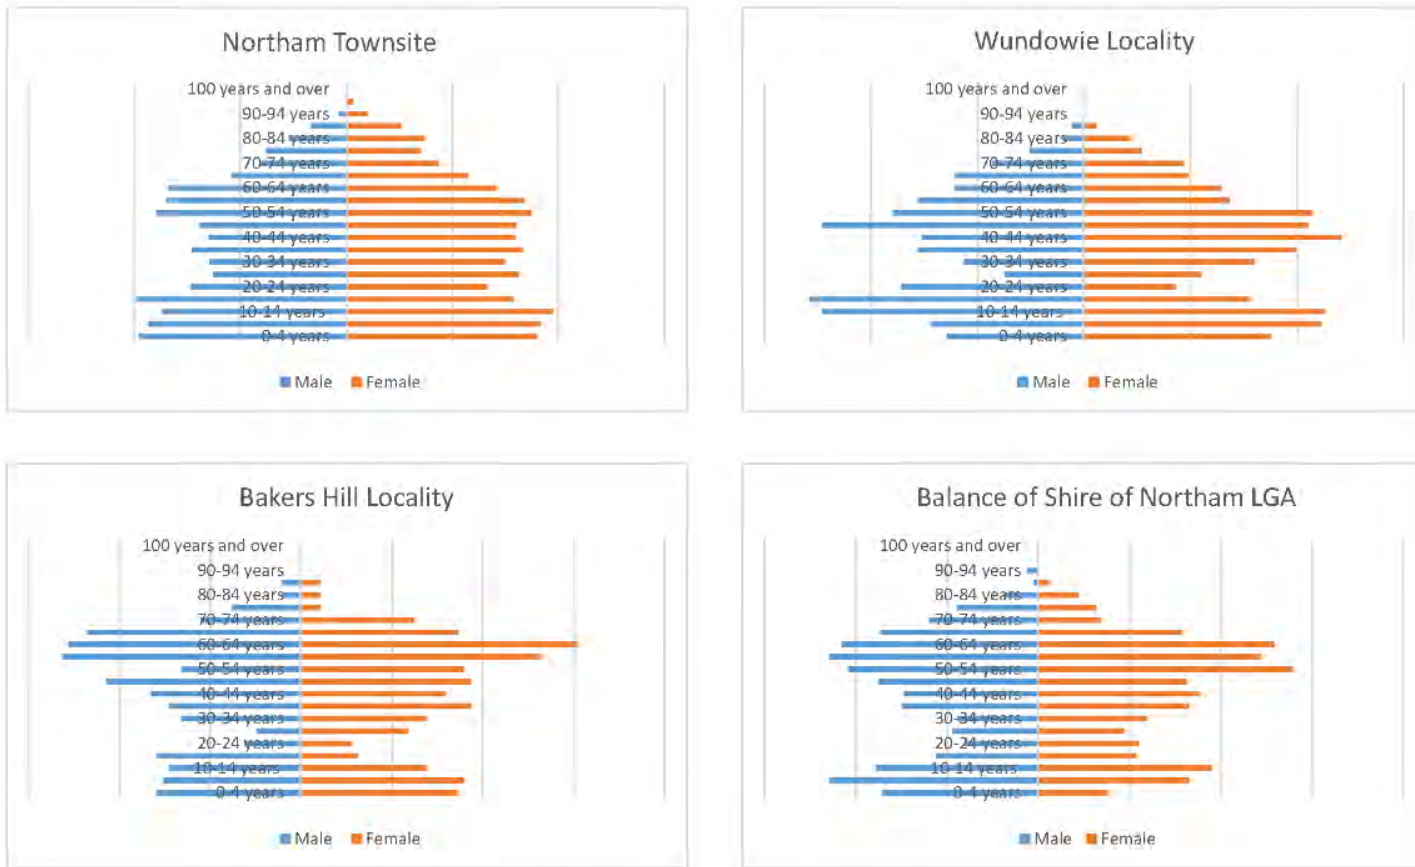 Northam Townsite
100 years and over
90-94 years
80-84 years
70-74 years
60-64 years
50-54 years
40-44 years
30-34 years
20-24 years
10-14 years
0-4 years
Male Female
Wundowie Locality
100 years and over
90-94 years
80-84 years
70-74 years
60-64 years
50-54 years
40-44 years
30-34 years
20-24 years
10-14 years
0-4 years
Male Female
Bakers Hill Locality
100 years and over
90-94 years
80-84 years
70-74 years
60-64 years
50-54 years
40-44 years
30-34 years
20-24 years
10-14 years
0-4 years
Male Female
Balance of Shire of Northam LGA
100 years and over
90-94 years
80-84 years
70-74 years
60-64 years
50-54 years
40-44 years
30-34 years
20-24 years
10-14 years
0-4 years
Male Female